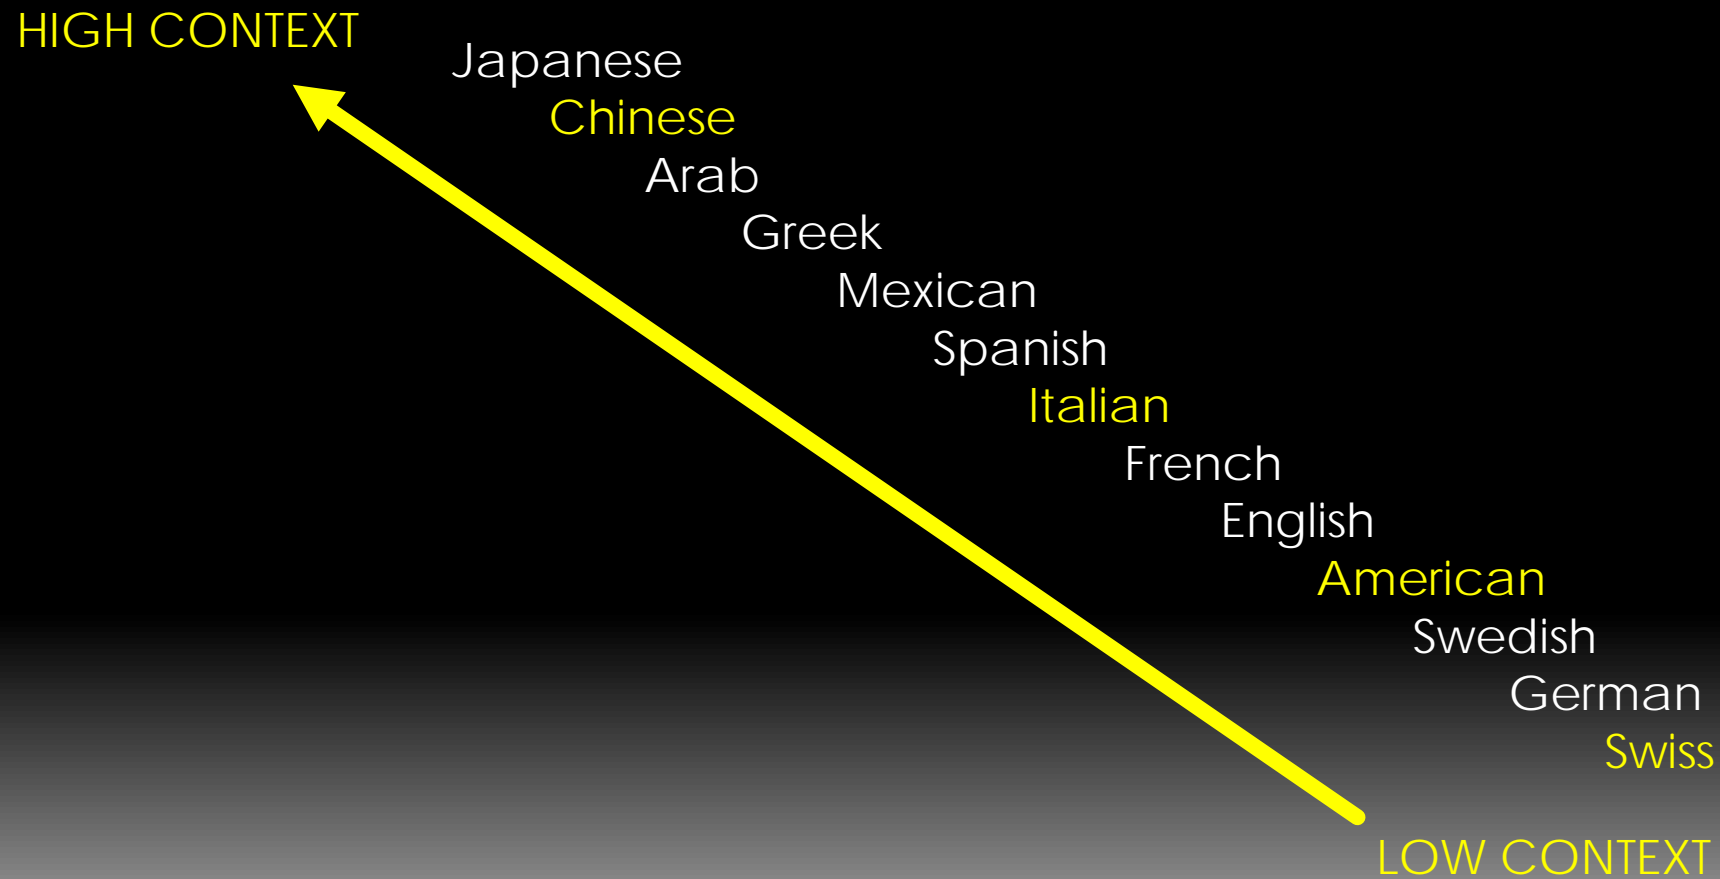 HIGH CONTEXT
Japanese
Chinese
Arab
Greek
Mexican
Spanish
Italian
French
English
American
Swedish
German
Swiss
LOW CONTEXT